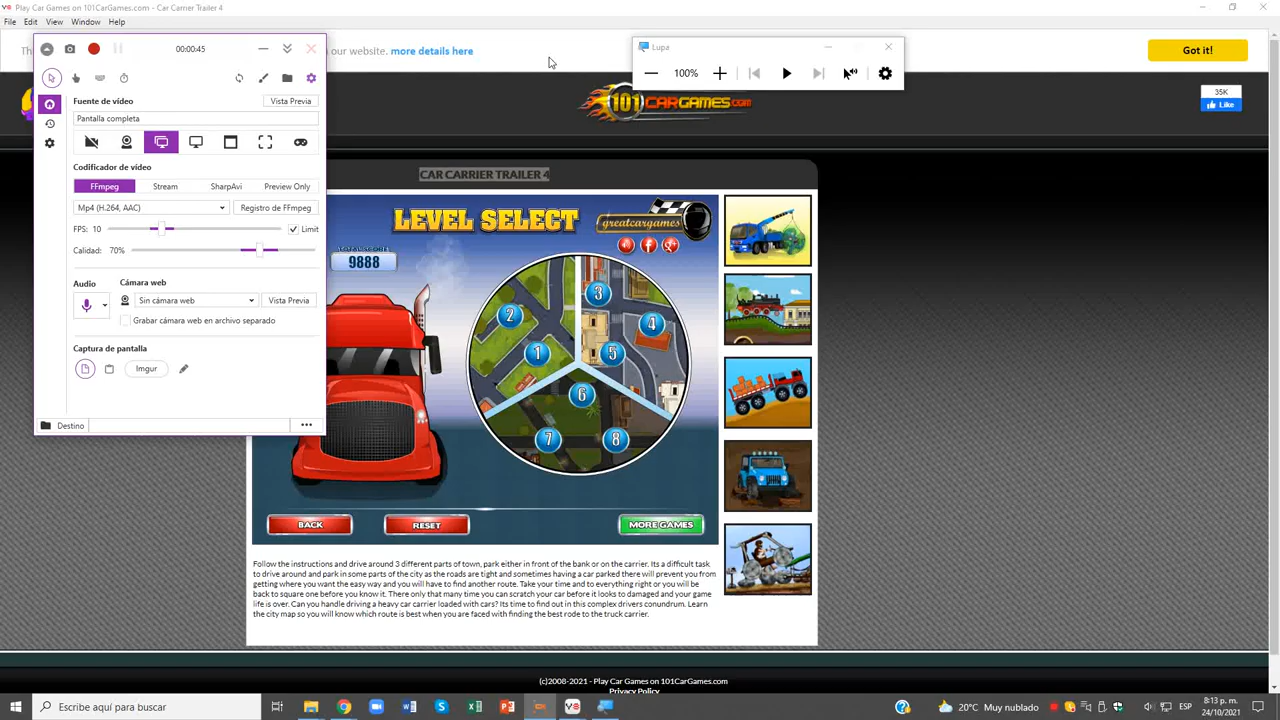 Play Car Games on 101CarGames.com - Car Carrier Trailer 4
File Edit View Window Help
00:00:45
our website. more details here
Lupa
Got it!
100%
101CARGAMES.COM
35K
Like
Fuente de vídeo
Vista Previa
Pantalla completa
Codificador de vídeo
FFmpeg Stream SharpAvi Preview Only
Mp4 (H.264, AAC) Registro de FFmpeg
FPS: 10 Limit
Calidad: 70%
Audio Cámara web
Sin cámara web Vista Previa
Grabar cámara web en archivo separado
Captura de pantalla
Imgur
Destino
CAR CARRIER TRAILER 4
LEVEL SELECT
greatcargames
TOTAL SCORE
9888
3
2
4
1
5
6
7
8
BACK RESET MORE GAMES
Follow the instructions and drive around 3 different parts of town, park either in front of the bank or on the carrier. Its a difficult task
to drive around and park in some parts of the city as the roads are tight and sometimes having a car parked there will prevent you from
getting where you want the easy way and you will have to find another route. Take your time and to everything right or you will be
back to square one before you know it. There only that many time you can scratch your car before it looks to damaged and your game
life is over. Can you handle driving a heavy car carrier loaded with cars? Its time to find out in this complex drivers conundrum. Learn
the city map so you will know which route is best when you are faced with finding the best rode to the truck carrier.
(c)2008-2021 - Play Car Games on 101CarGames.com
Privacy Policy
Escribe aquí para buscar
20°C Muy nublado
ESP
8:13 p. m.
24/10/2021